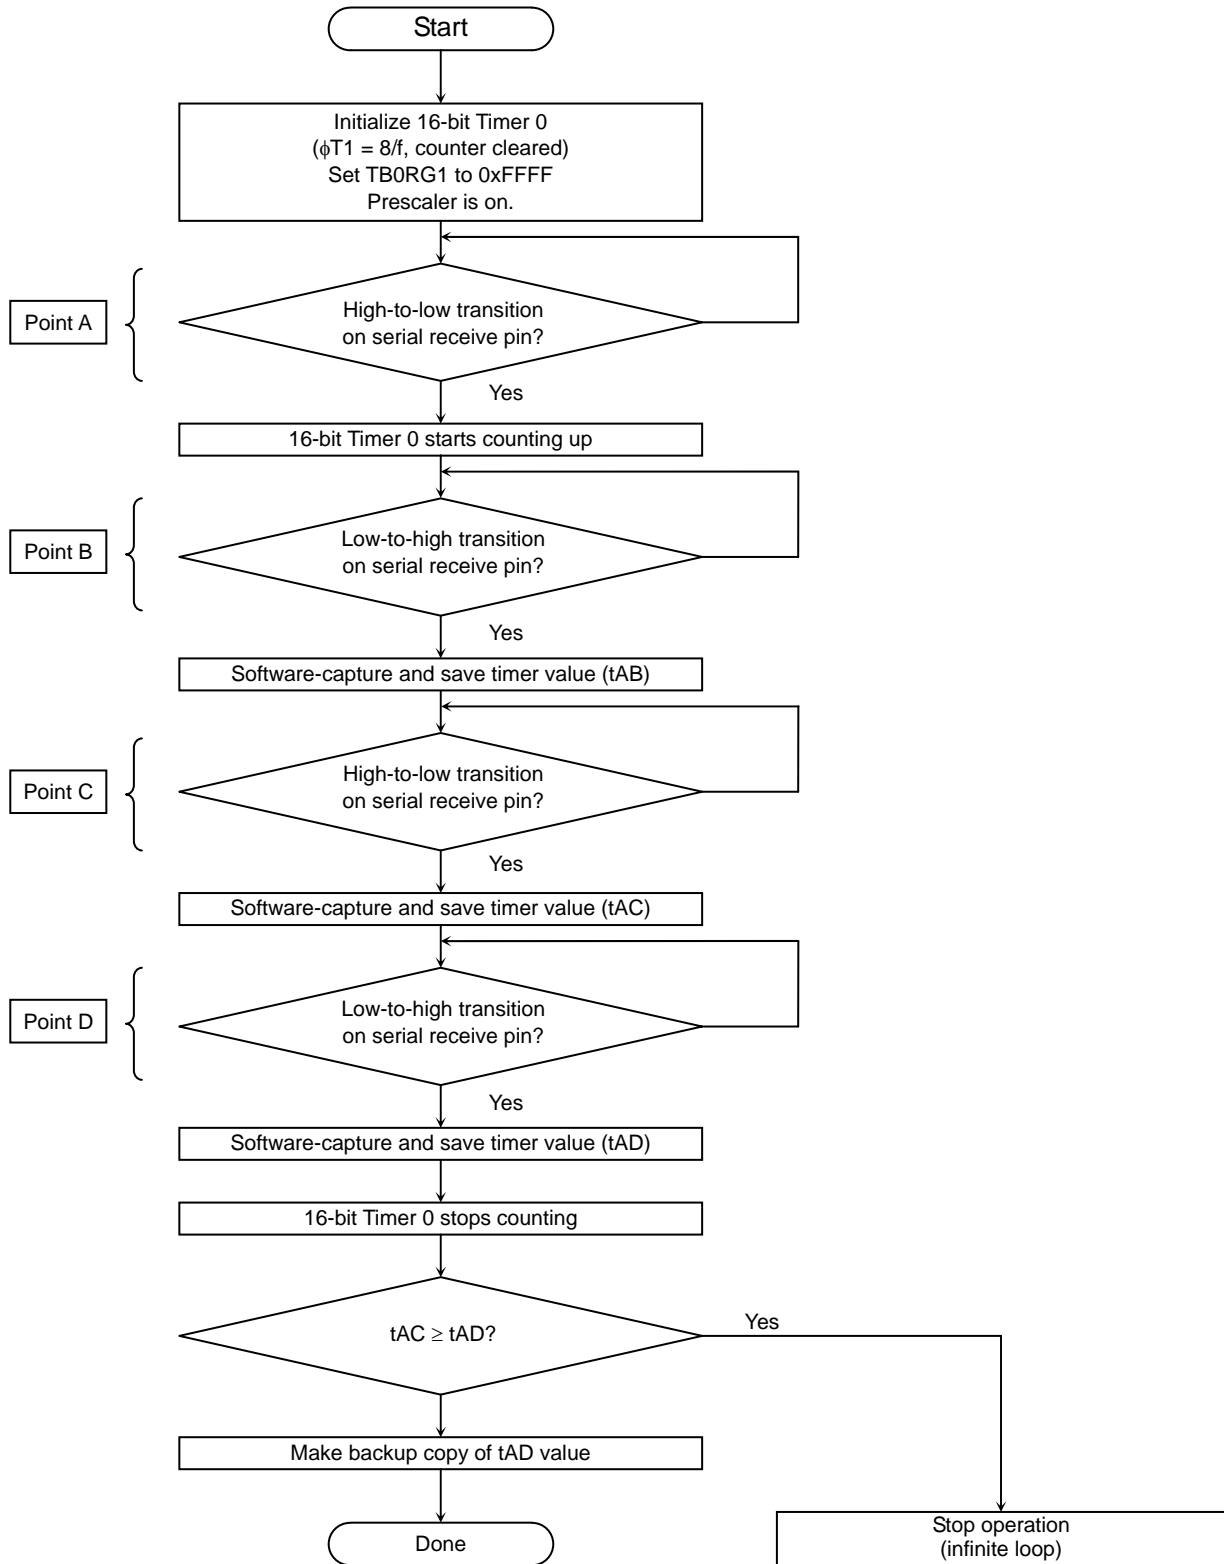 Start
Initialize 16-bit Timer 0
(ϕT1 = 8/f, counter cleared)
Set TB0RG1 to 0xFFFF
Prescaler is on.
Point A
High-to-low transition
on serial receive pin?
Yes
16-bit Timer 0 starts counting up
Point B
Low-to-high transition
on serial receive pin?
Yes
Software-capture and save timer value (tAB)
Point C
High-to-low transition
on serial receive pin?
Yes
Software-capture and save timer value (tAC)
Point D
Low-to-high transition
on serial receive pin?
Yes
Software-capture and save timer value (tAD)
16-bit Timer 0 stops counting
tAC ≥ tAD?
Yes
Make backup copy of tAD value
Done
Stop operation
(infinite loop)